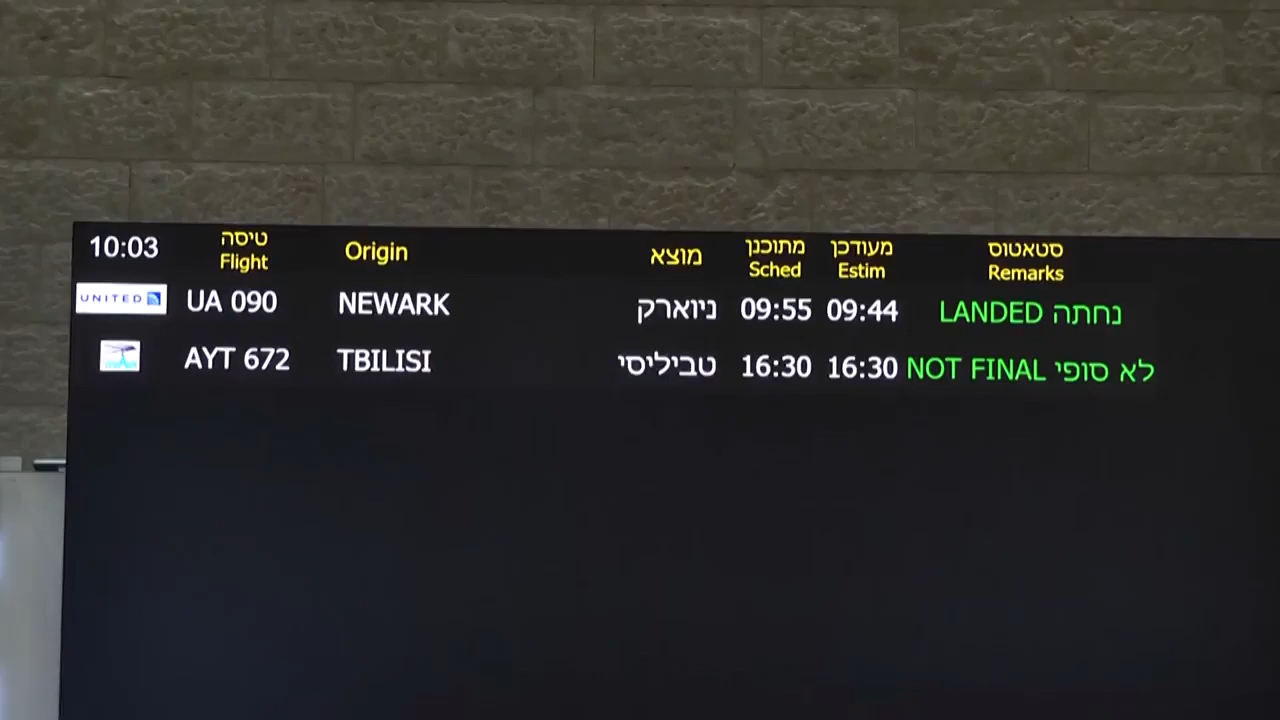 10:03 טיסה Origin מוצא מתוכנן מעודכן סטאטוס
Flight Sched Estim Remarks
UNITED UA 090 NEWARK ניוארק 09:55 09:44 LANDED נחתה
AYT 672 TBILISI טביליסי 16:30 16:30 NOT FINAL לא סופי